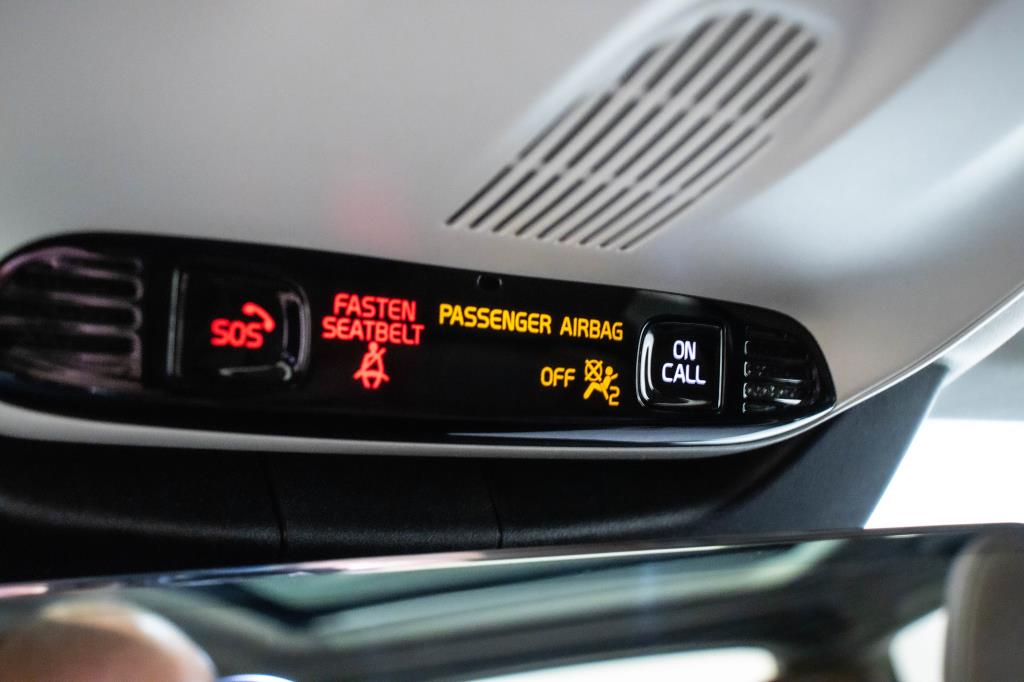 SOS
FASTEN
SEATBELT
PASSENGER AIRBAG
OFF 2
ON
CALL